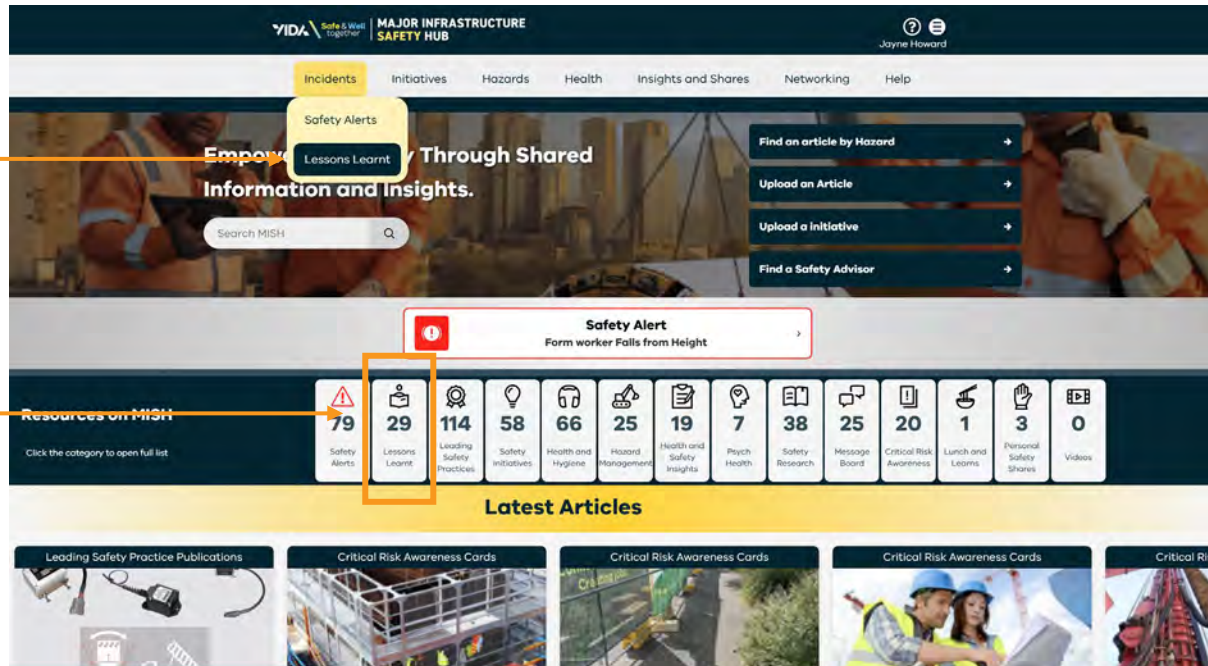 VIDA Safe & Well together MAJOR INFRASTRUCTURE SAFETY HUB
Jayne Howard
Incidents Initiatives Hazards Health Insights and Shares Networking Help
Safety Alerts
Lessons Learnt
Through Shared
Information and Insights.
Search MISH
Find an article by Hazard
Upload an Article
Upload a initiative
Find a Safety Advisor
Safety Alert
Form worker Falls from Height
Resources on MISH
Click the category to open full list
79 Safety Alerts
29 Lessons Learnt
114 Leading Safety Practices
58 Safety Initiatives
66 Health and Hygiene
25 Hazard Management
19 Health and Safety Insights
7 Psych Health
38 Safety Research
25 Message Board
20 Critical Risk Awareness
1 Lunch and Learns
3 Personal Safety Shares
0 Videos
Latest Articles
Leading Safety Practice Publications
Critical Risk Awareness Cards
Critical Risk Awareness Cards
Critical Risk Awareness Cards
Critical Ri